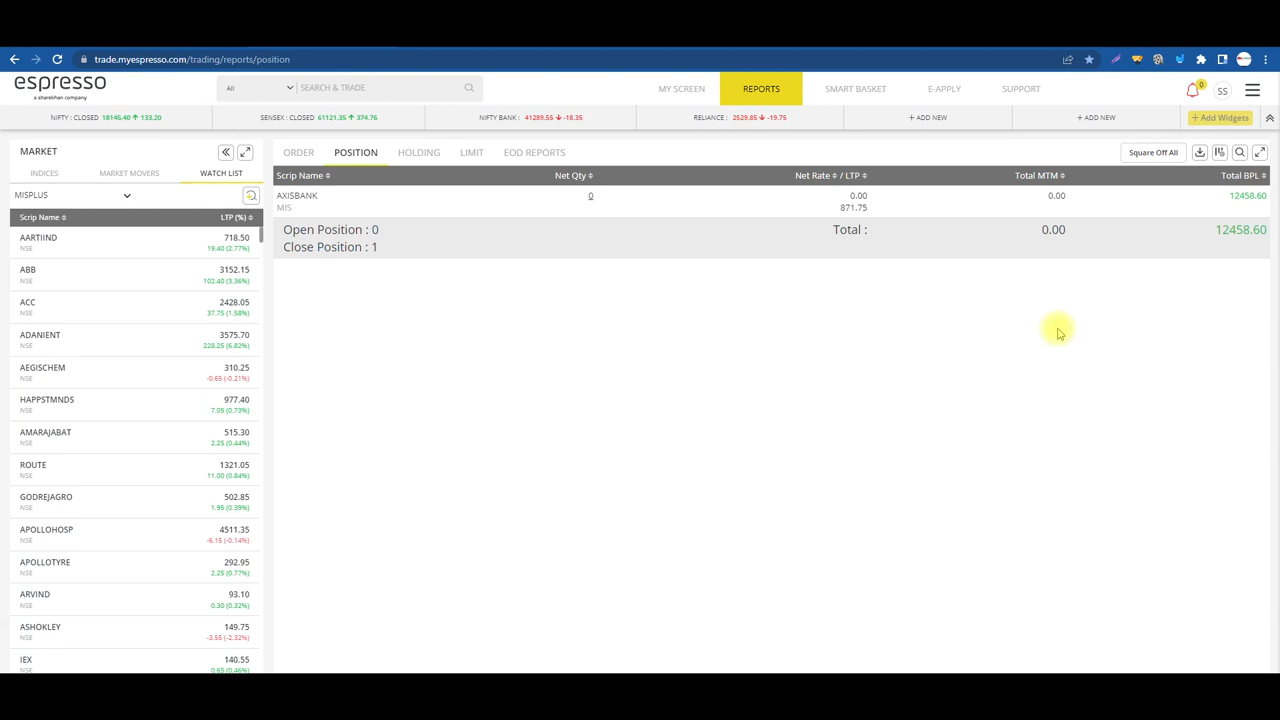 trade.myespresso.com/trading/reports/position
espresso
a sharekhan company
All
SEARCH & TRADE
MY SCREEN
REPORTS
SMART BASKET
E-APPLY
SUPPORT
0
SS
NIFTY : CLOSED 18145.40 ↑ 133.20
SENSEX : CLOSED 61121.35 ↑ 374.76
NIFTY BANK : 41289.55 ↓ -18.35
RELIANCE : 2529.85 ↓ -19.75
+ ADD NEW
+ ADD NEW
+ Add Widgets
MARKET
INDICES
MARKET MOVERS
WATCH LIST
MISPLUS
Scrip Name
LTP (%)
AARTIIND 718.50
NSE 19.40 (2.77%)
ABB 3152.15
NSE 102.40 (3.36%)
ACC 2428.05
NSE 37.75 (1.58%)
ADANIENT 3575.70
NSE 228.25 (6.82%)
AEGISCHEM 310.25
NSE -0.65 (-0.21%)
HAPPSTMNDS 977.40
NSE 7.05 (0.73%)
AMARAJABAT 515.30
NSE 2.25 (0.44%)
ROUTE 1321.05
NSE 11.00 (0.84%)
GODREJAGRO 502.85
NSE 1.95 (0.39%)
APOLLOHOSP 4511.35
NSE -6.15 (-0.14%)
APOLLOTYRE 292.95
NSE 2.25 (0.77%)
ARVIND 93.10
NSE 0.30 (0.32%)
ASHOKLEY 149.75
NSE -3.55 (-2.32%)
IEX 140.55
NSE 0.65 (0.46%)
ORDER
POSITION
HOLDING
LIMIT
EOD REPORTS
Square Off All
Scrip Name Net Qty Net Rate / LTP Total MTM Total BPL
AXISBANK 0 0.00 0.00 12458.60
MIS 871.75
Open Position : 0 Total : 0.00 12458.60
Close Position : 1